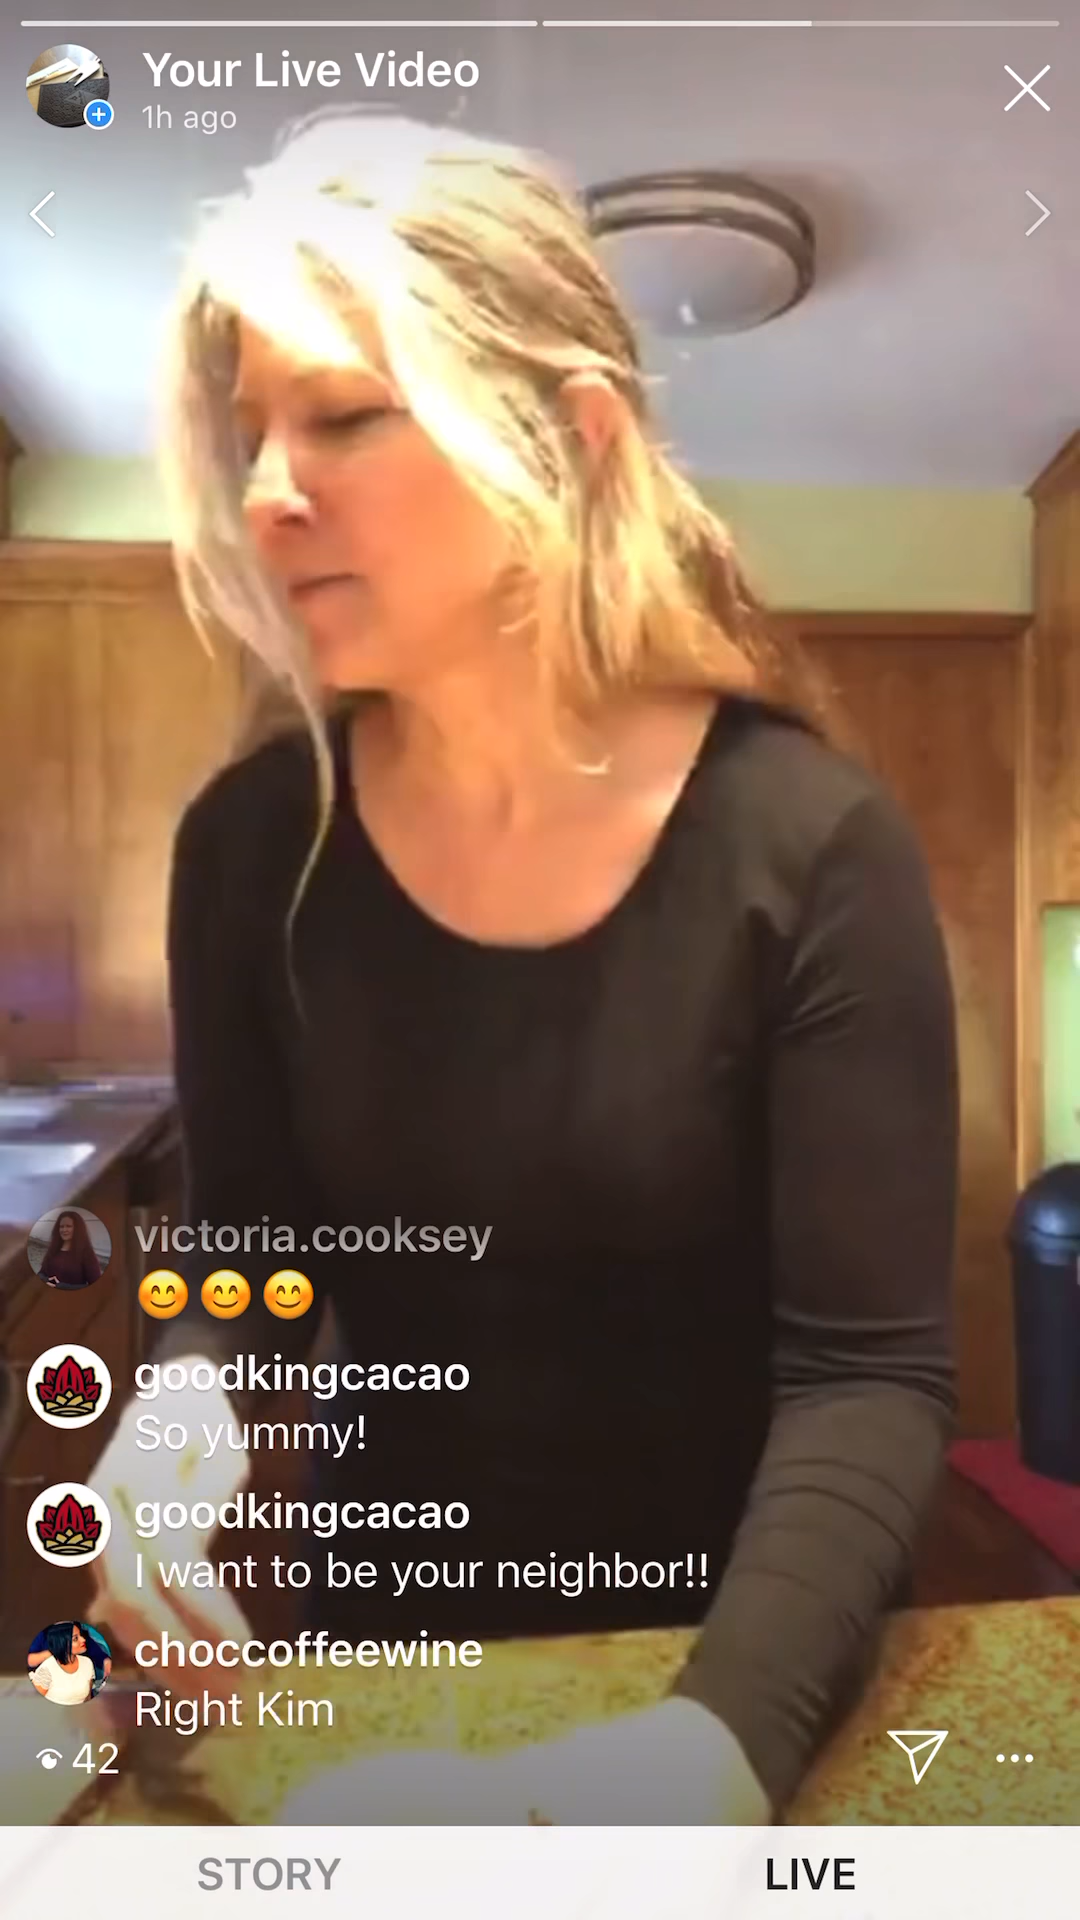 Your Live Video
1h ago
victoria.cooksey
😊😊😊
goodkingcacao
So yummy!
goodkingcacao
I want to be your neighbor!!
choccoffeewine
Right Kim
42
STORY
LIVE